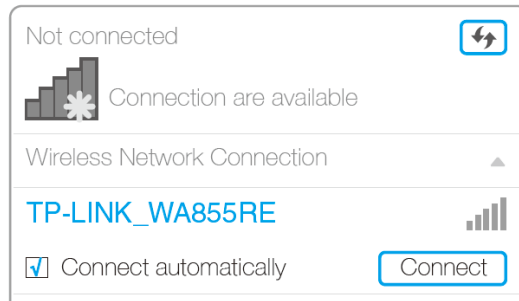 Not connected
Connection are available
Wireless Network Connection
TP-LINK_WA855RE
Connect automatically
Connect